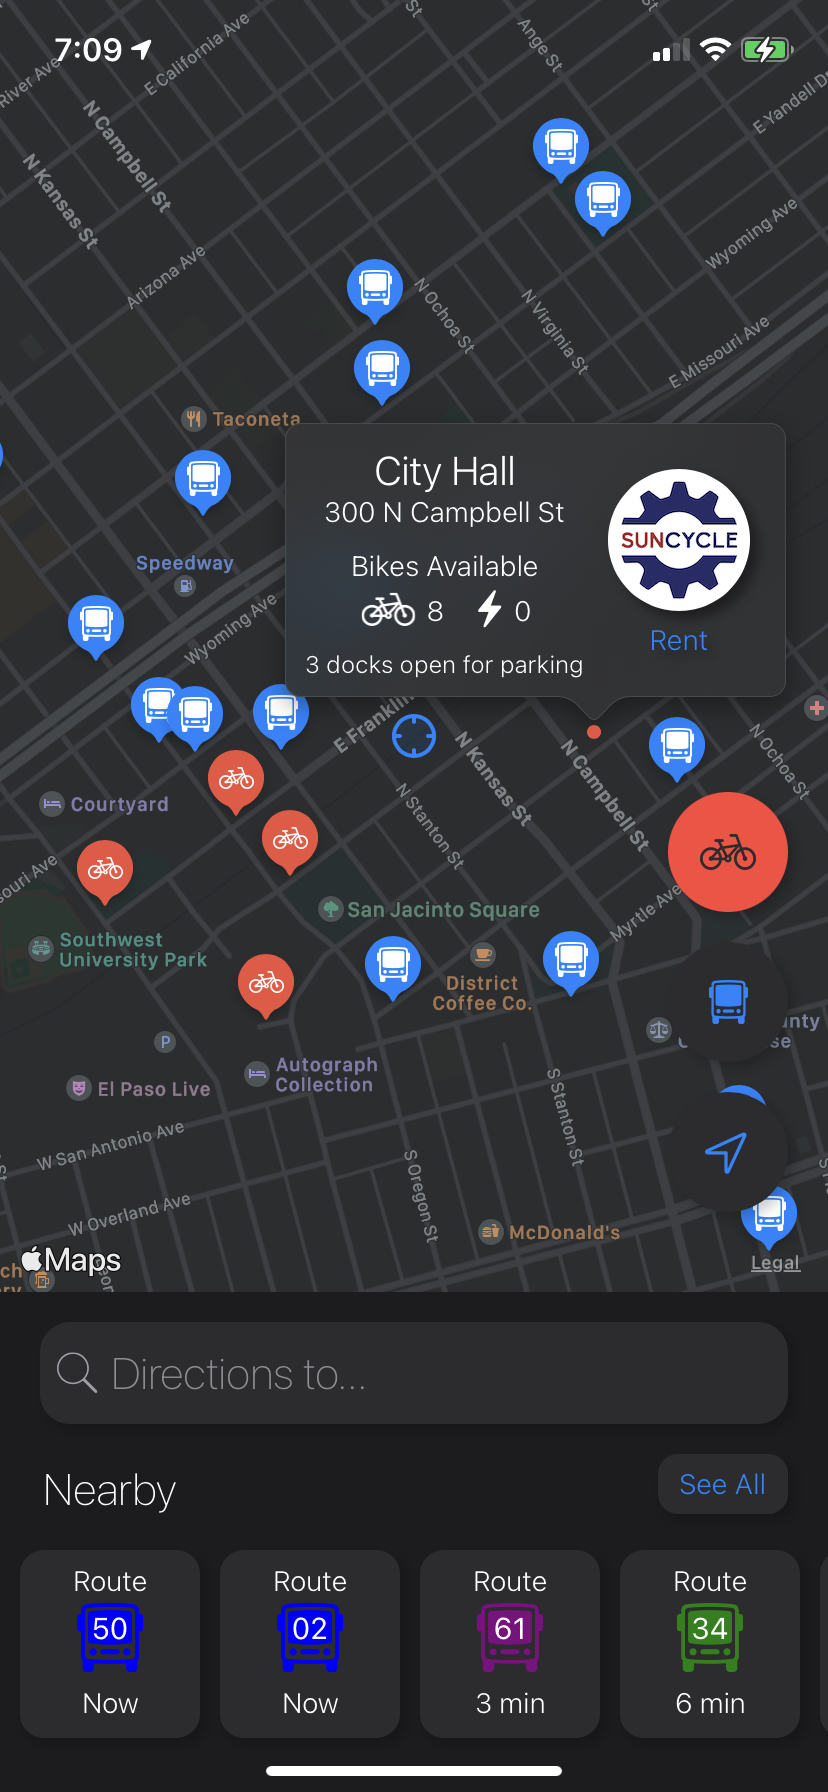 7:09
River Ave
E California Ave
St
Ange St
St
E Yandell D
N Campbell St
N Kansas St
Arizona Ave
N Ochoa St
N Virginia St
Wyoming Ave
E Missouri Ave
Taconeta
City Hall
300 N Campbell St
Bikes Available
8 0
3 docks open for parking
SUNCYCLE
Rent
Speedway
Wyoming Ave
E Franklin
N Kansas St
N Campbell St
N Ochoa St
N Stanton St
Courtyard
souri Ave
San Jacinto Square
Myrtle Ave
Southwest
University Park
District
Coffee Co.
unty
C se
P
Autograph
Collection
El Paso Live
W San Antonio Ave
S Stanton St
S Oregon St
W Overland Ave
McDonald's
Maps
ch
ry
Legal
Directions to...
Nearby
See All
Route
50
Now
Route
02
Now
Route
61
3 min
Route
34
6 min